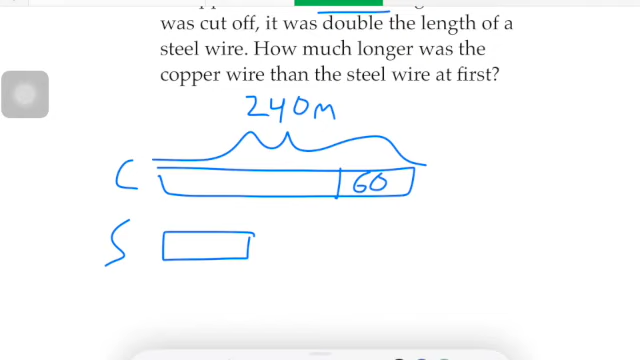 was cut off, it was double the length of a
steel wire. How much longer was the
copper wire than the steel wire at first?
240m
C 60
S